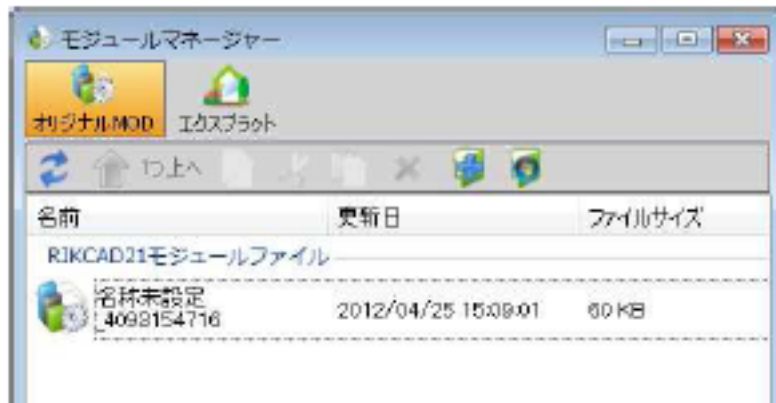 モジュールマネージャー
オリジナルMOD エクスプラット
1つ上へ
名前 更新日 ファイルサイズ
RIKCAD21モジュールファイル
名称未設定
_4093154716 2012/04/25 15:09:01 60 KB